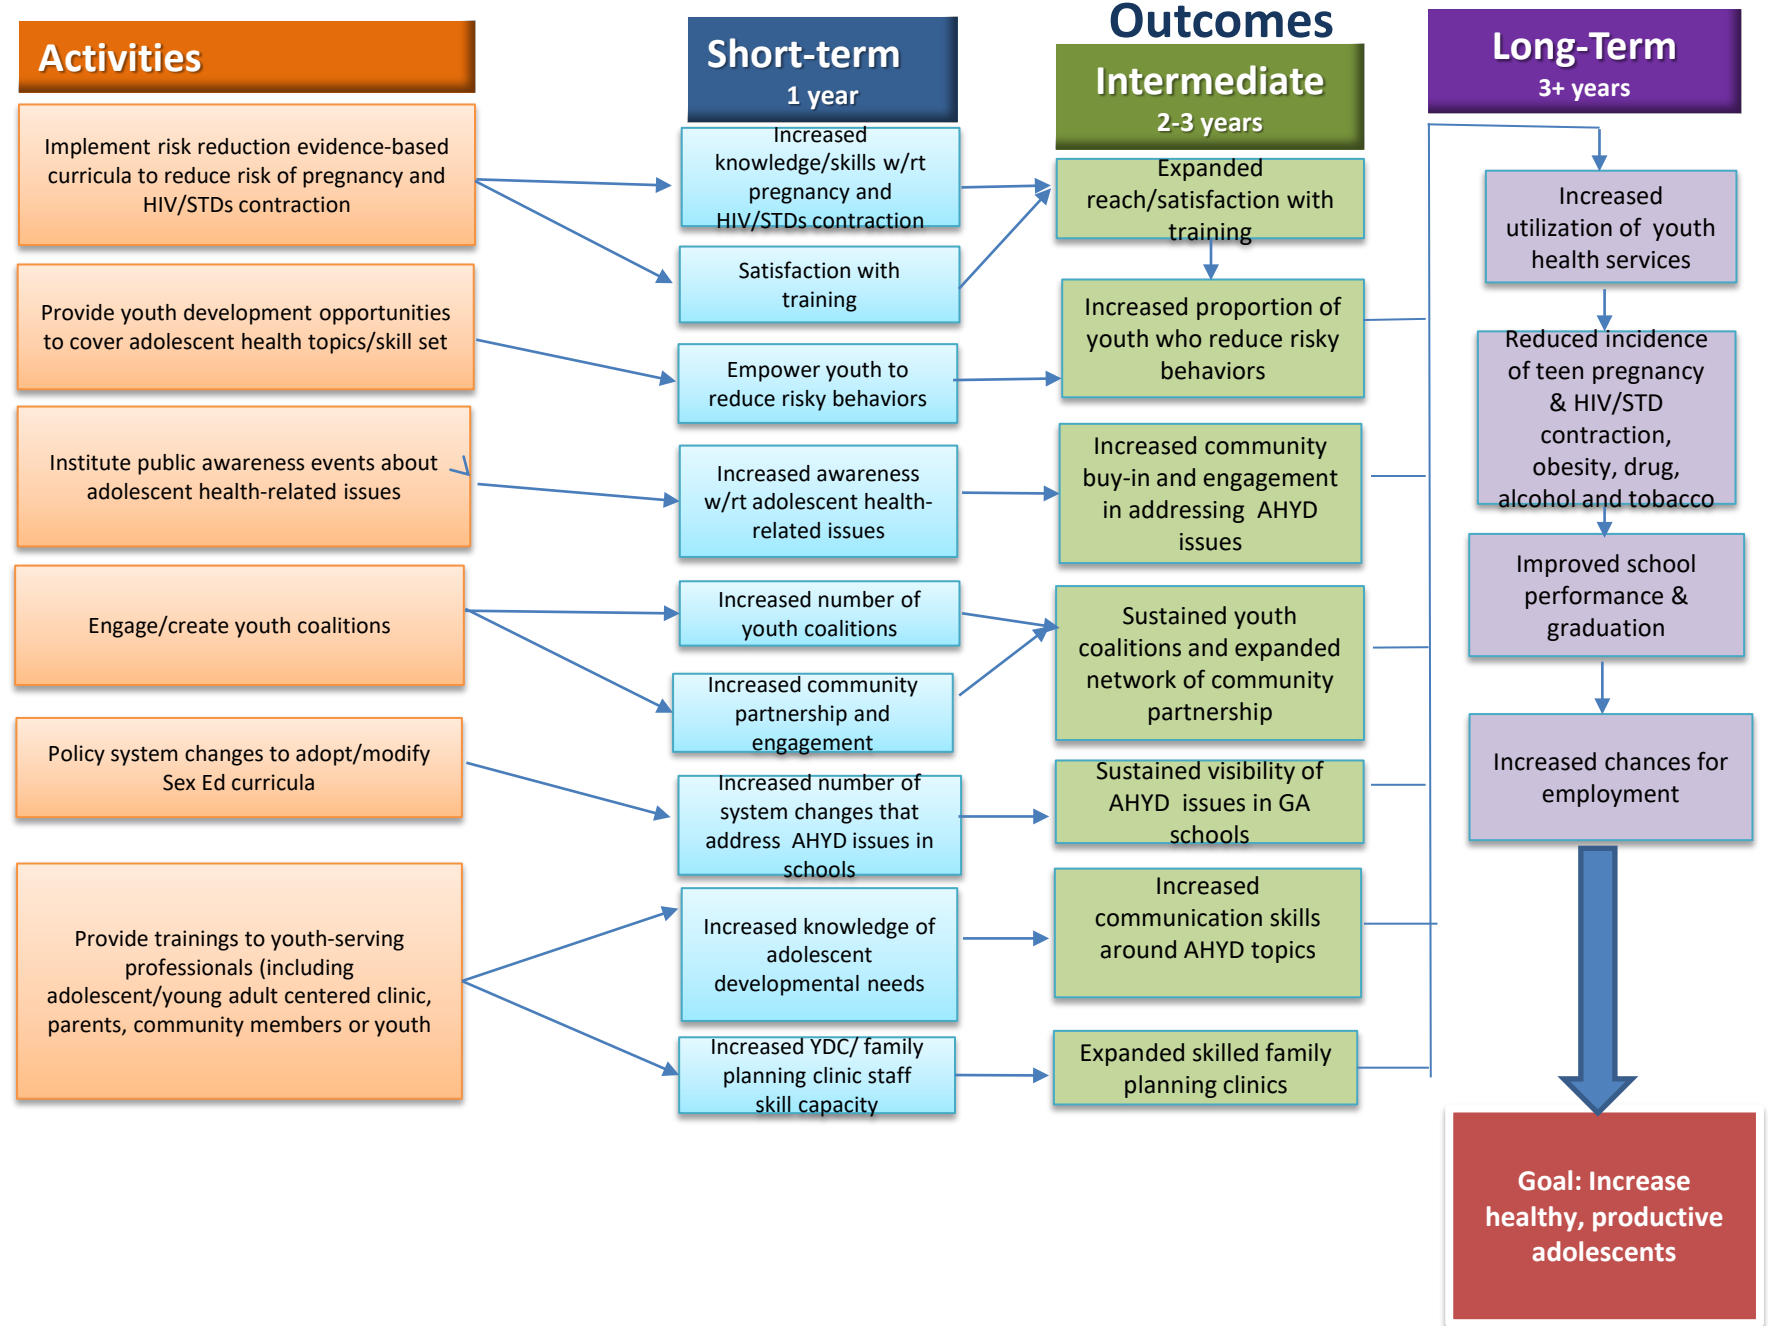 Outcomes
Activities
Short-term
1 year
Intermediate
2-3 years
Long-Term
3+ years
Implement risk reduction evidence-based
curricula to reduce risk of pregnancy and
HIV/STDs contraction
Provide youth development opportunities
to cover adolescent health topics/skill set
Institute public awareness events about
adolescent health-related issues
Engage/create youth coalitions
Policy system changes to adopt/modify
Sex Ed curricula
Provide trainings to youth-serving
professionals (including
adolescent/young adult centered clinic,
parents, community members or youth
Increased
knowledge/skills w/rt
pregnancy and
HIV/STDs contraction
Satisfaction with
training
Empower youth to
reduce risky behaviors
Increased awareness
w/rt adolescent health-
related issues
Increased number of
youth coalitions
Increased community
partnership and
engagement
Increased number of
system changes that
address AHYD issues in
schools
Increased knowledge of
adolescent
developmental needs
Increased YDC/ family
planning clinic staff
skill capacity
Expanded
reach/satisfaction with
training
Increased proportion of
youth who reduce risky
behaviors
Increased community
buy-in and engagement
in addressing AHYD
issues
Sustained youth
coalitions and expanded
network of community
partnership
Sustained visibility of
AHYD issues in GA
schools
Increased
communication skills
around AHYD topics
Expanded skilled family
planning clinics
Increased
utilization of youth
health services
Reduced incidence
of teen pregnancy
& HIV/STD
contraction,
obesity, drug,
alcohol and tobacco
Improved school
performance &
graduation
Increased chances for
employment
Goal: Increase
healthy, productive
adolescents